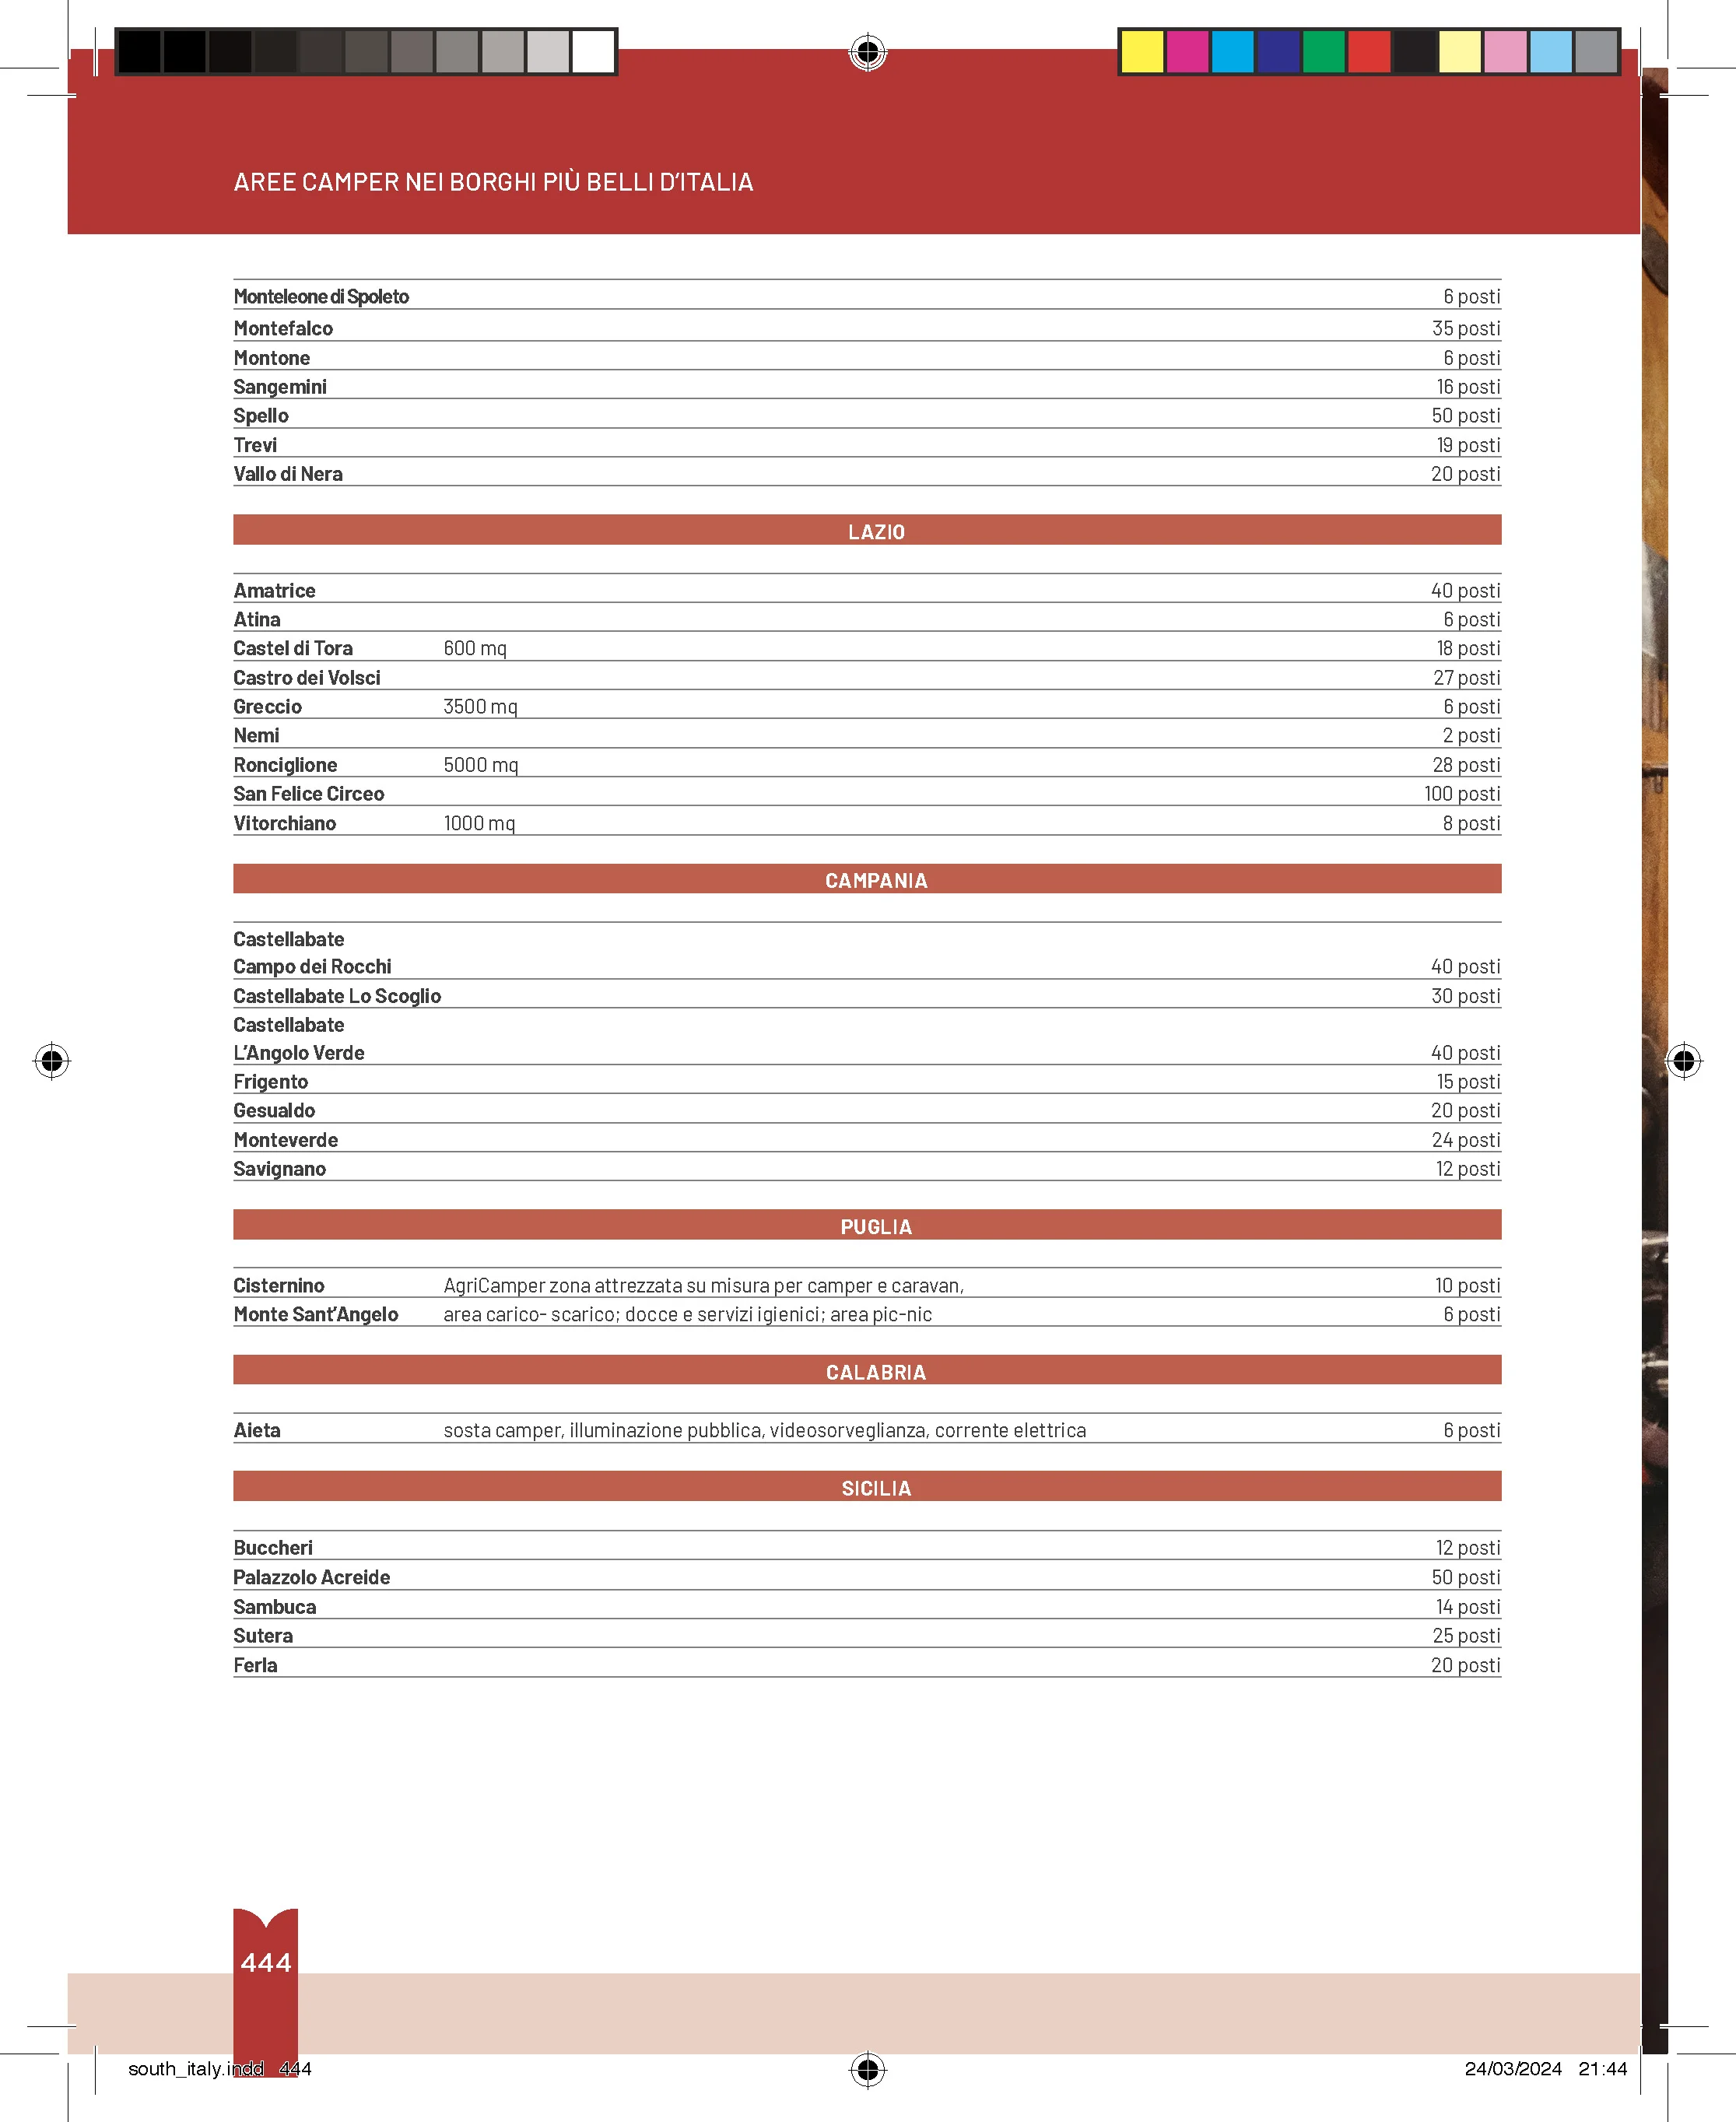 AREE CAMPER NEI BORGHI PIÙ BELLI D’ITALIA
Monteleone di Spoleto 6 posti
Montefalco 35 posti
Montone 6 posti
Sangemini 16 posti
Spello 50 posti
Trevi 19 posti
Vallo di Nera 20 posti
LAZIO
Amatrice 40 posti
Atina 6 posti
Castel di Tora 600 mq 18 posti
Castro dei Volsci 27 posti
Greccio 3500 mq 6 posti
Nemi 2 posti
Ronciglione 5000 mq 28 posti
San Felice Circeo 100 posti
Vitorchiano 1000 mq 8 posti
CAMPANIA
Castellabate
Campo dei Rocchi 40 posti
Castellabate Lo Scoglio 30 posti
Castellabate
L’Angolo Verde 40 posti
Frigento 15 posti
Gesualdo 20 posti
Monteverde 24 posti
Savignano 12 posti
PUGLIA
Cisternino AgriCamper zona attrezzata su misura per camper e caravan, 10 posti
Monte Sant’Angelo area carico- scarico; docce e servizi igienici; area pic-nic 6 posti
CALABRIA
Aieta sosta camper, illuminazione pubblica, videosorveglianza, corrente elettrica 6 posti
SICILIA
Buccheri 12 posti
Palazzolo Acreide 50 posti
Sambuca 14 posti
Sutera 25 posti
Ferla 20 posti
444
south_italy.indd 444 24/03/2024 21:44